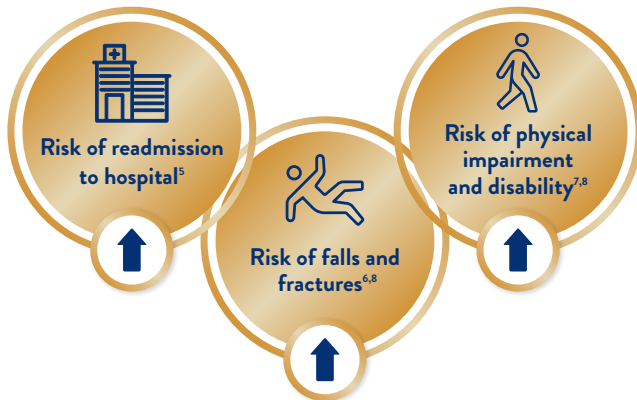 Risk of readmission
to hospital⁵
Risk of falls and
fractures⁶,⁸
Risk of physical
impairment
and disability⁷,⁸